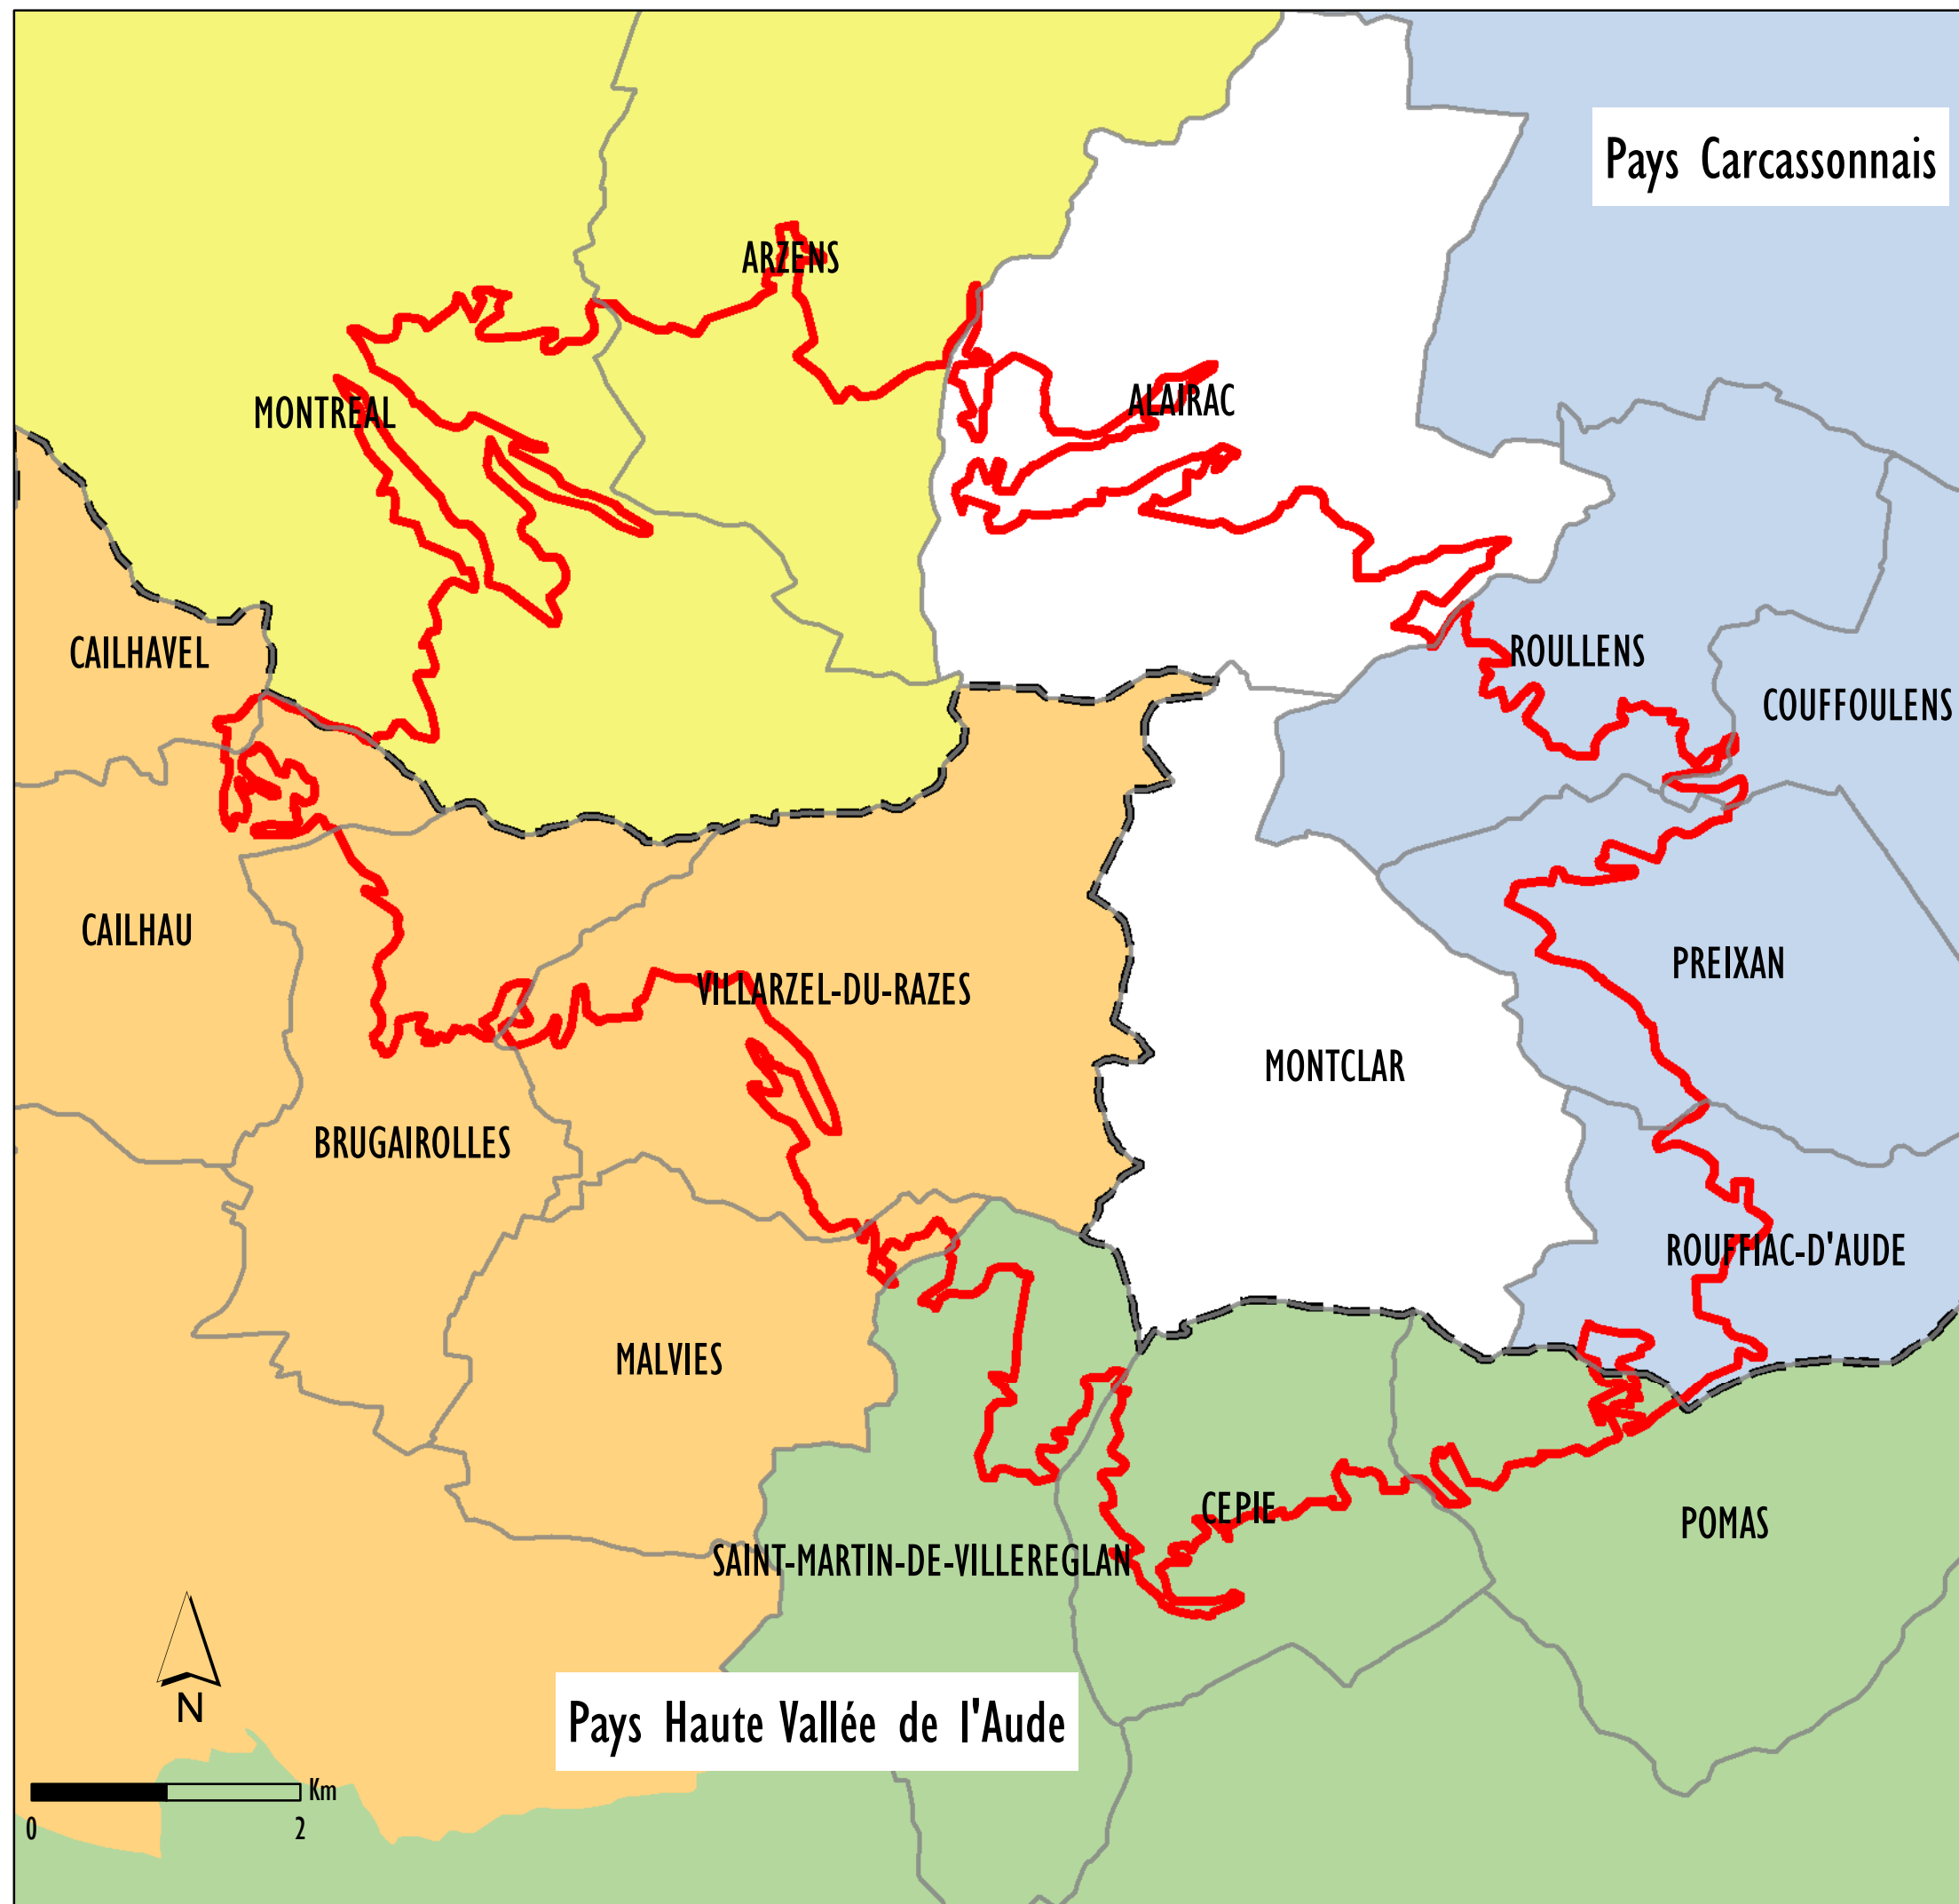 Pays Carcassonnais
ARZENS
MONTREAL
ALAIRAC
CAILHAVEL
ROULLENS
COUFFOULENS
CAILHAU
VILLARZEL-DU-RAZES
PREIXAN
MONTCLAR
BRUGAIROLLES
ROUFFIAC-D'AUDE
MALVIES
CEPIE
POMAS
SAINT-MARTIN-DE-VILLEREGLAN
N
Pays Haute Vallée de l'Aude
Km
0 2